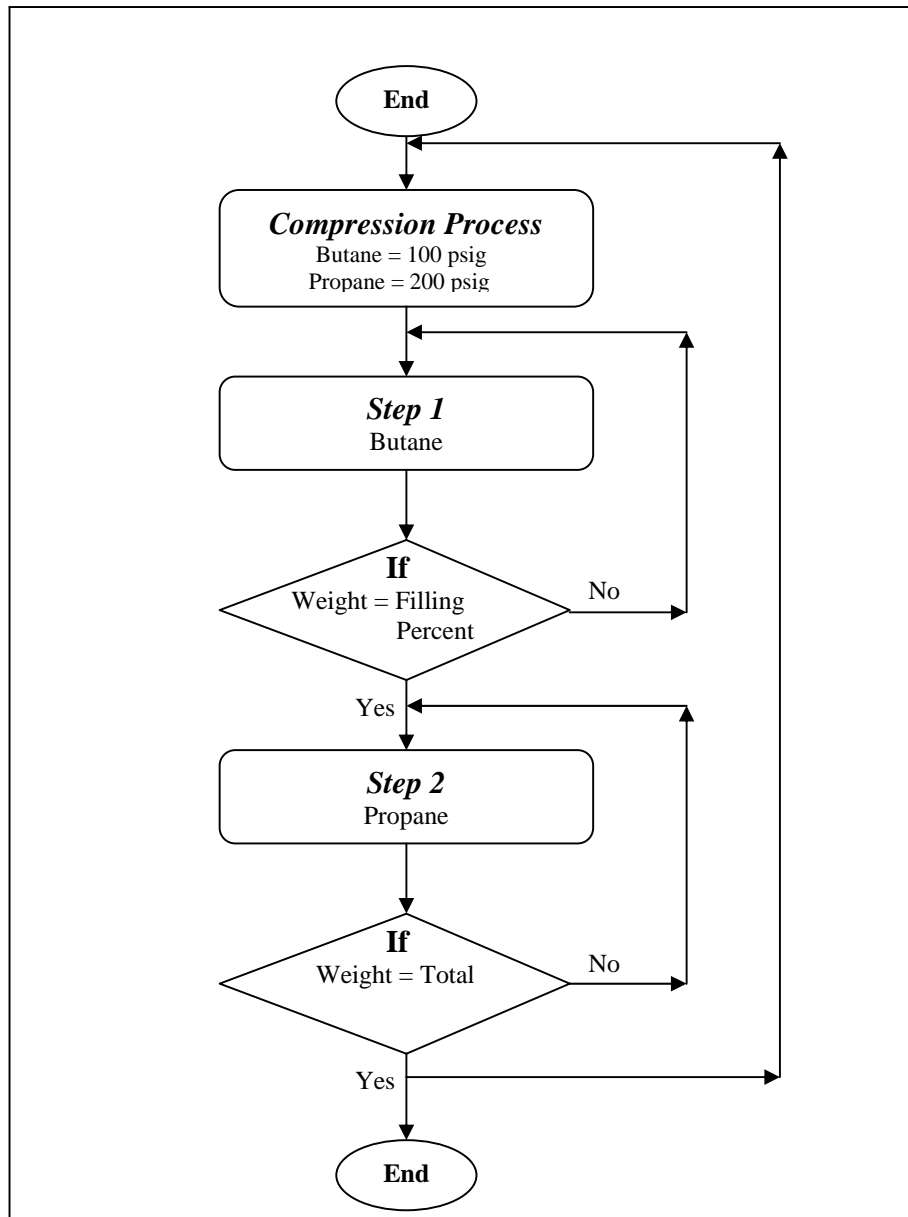 End
Compression Process
Butane = 100 psig
Propane = 200 psig
Step 1
Butane
If
Weight = Filling
Percent
No
Yes
Step 2
Propane
If
Weight = Total
No
Yes
End